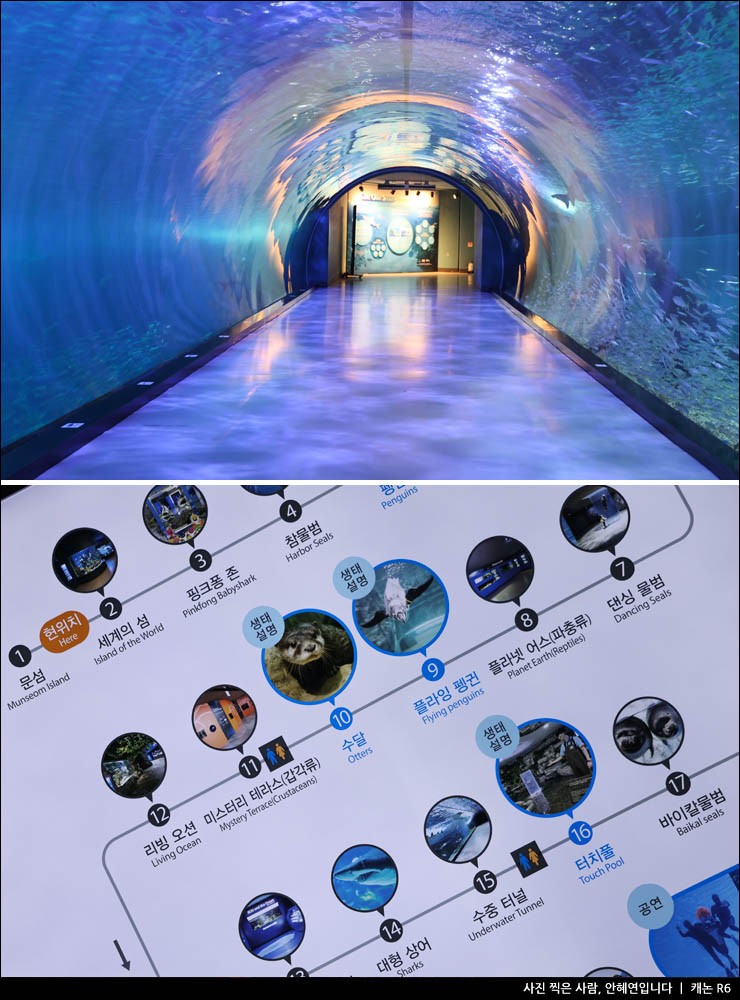 펭귄
Penguins
4
참물범
Harbor Seals
3
핑크퐁 존
Pinkfong Babyshark
2
세계의 섬
Island of the World
현위치
Here
1
문섬
Munseom Island
7
댄싱 물범
Dancing Seals
8
플라넷 어스(파충류)
Planet Earth(Reptiles)
생태
설명
9
플라잉 펭귄
Flying penguins
생태
설명
10
수달
Otters
11
미스터리 테라스(갑각류)
Mystery Terrace(Crustaceans)
12
리빙 오션
Living Ocean
13
14
대형 상어
Sharks
15
수중 터널
Underwater Tunnel
생태
설명
16
터치풀
Touch Pool
17
바이칼물범
Baikal seals
공연
사진 찍은 사람, 안혜연입니다 | 캐논 R6